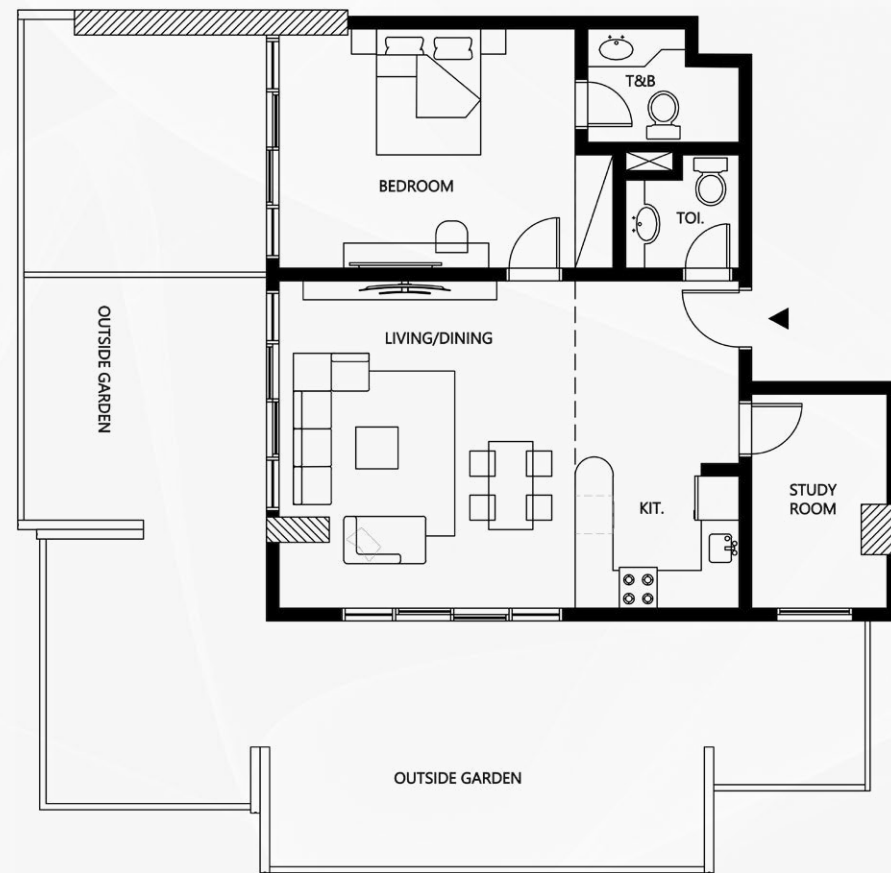 T&B
BEDROOM
TOI.
OUTSIDE GARDEN
LIVING/DINING
KIT.
STUDY
ROOM
OUTSIDE GARDEN